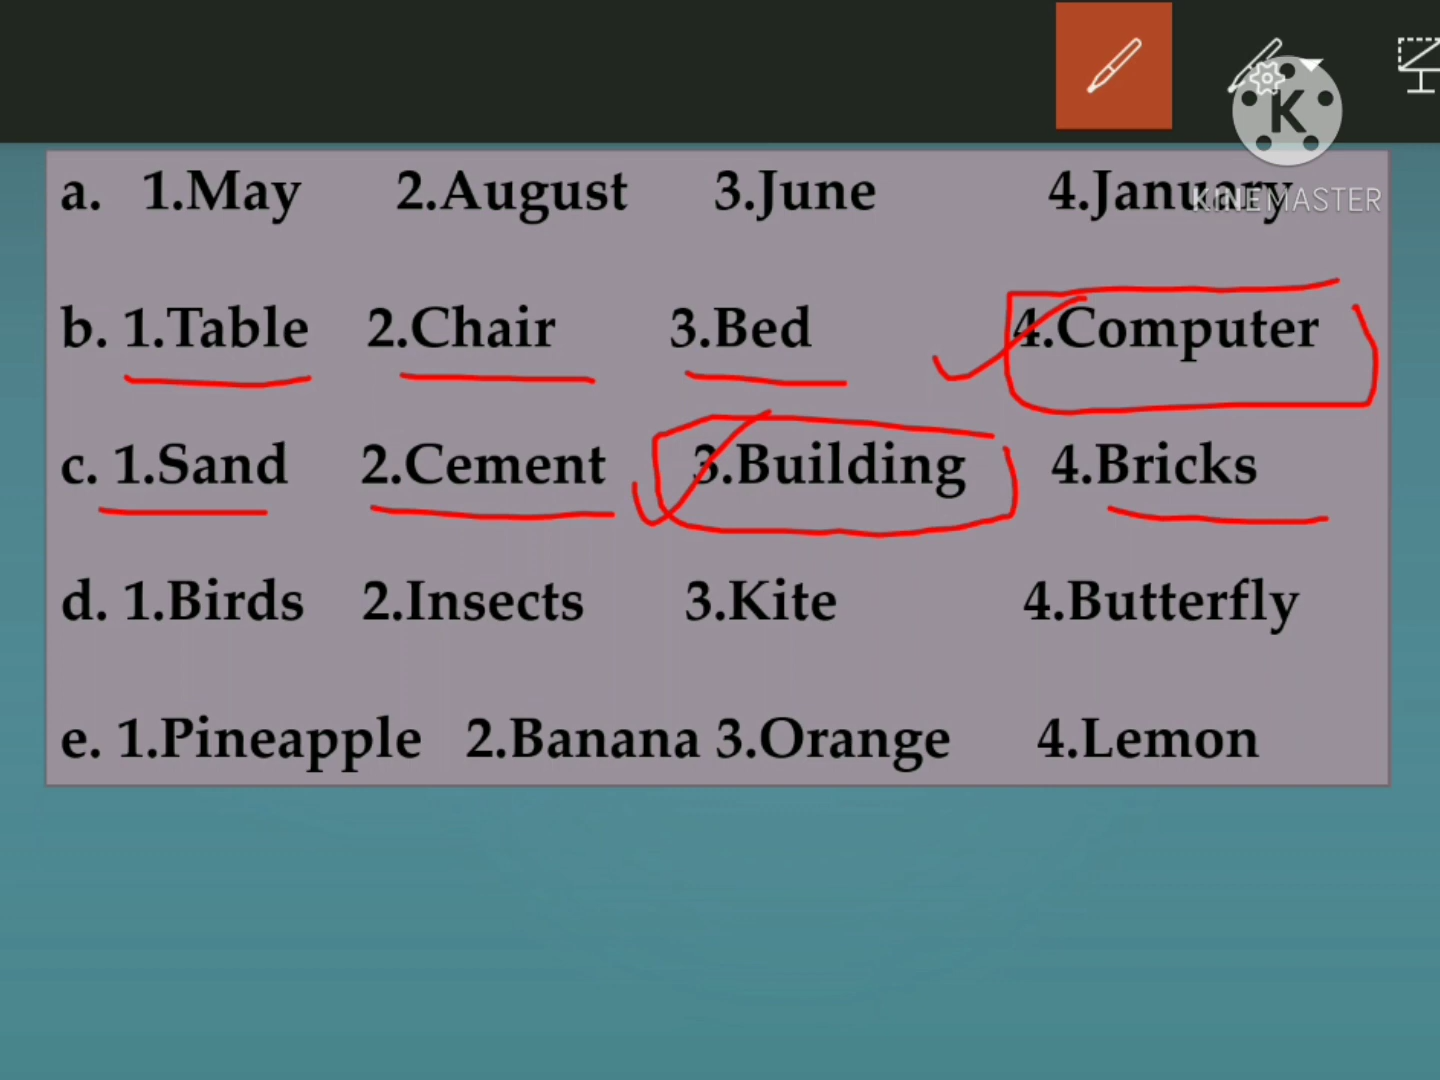 K
KINEMASTER
a. 1.May 2.August 3.June 4.January
b. 1.Table 2.Chair 3.Bed 4.Computer
c. 1.Sand 2.Cement 3.Building 4.Bricks
d. 1.Birds 2.Insects 3.Kite 4.Butterfly
e. 1.Pineapple 2.Banana 3.Orange 4.Lemon